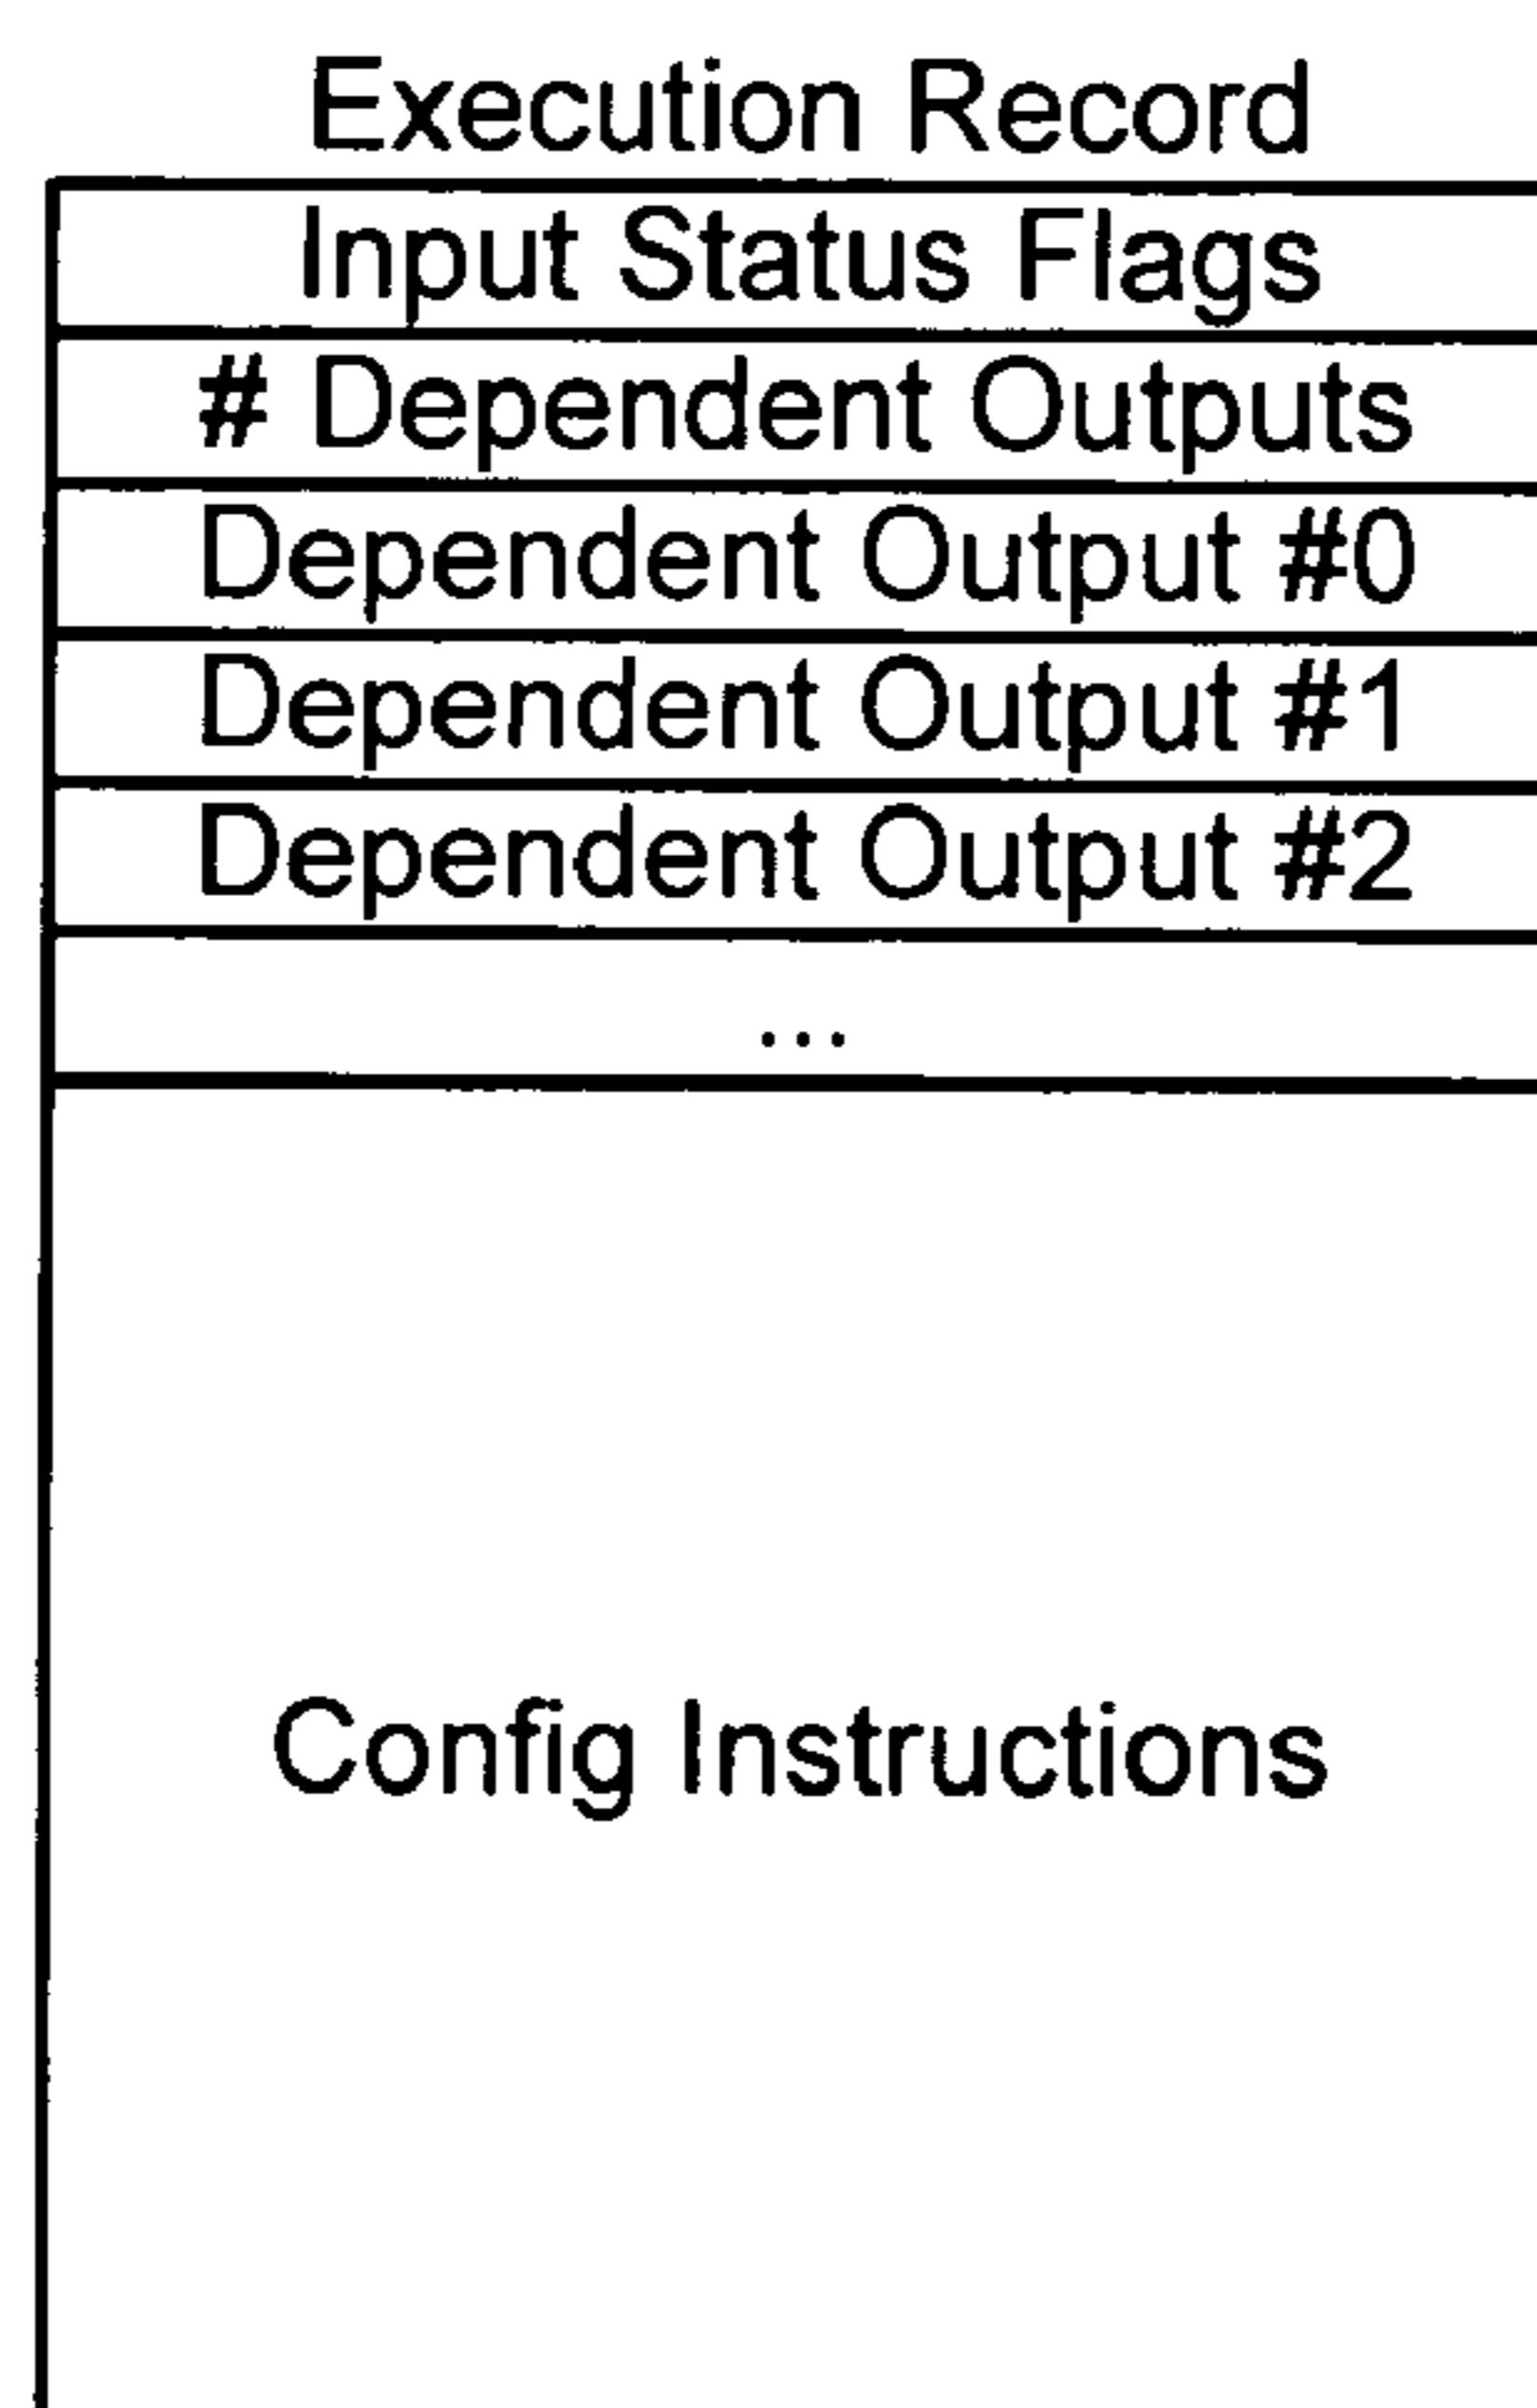 Execution Record
Input Status Flags
# Dependent Outputs
Dependent Output #0
Dependent Output #1
Dependent Output #2
...
Config Instructions